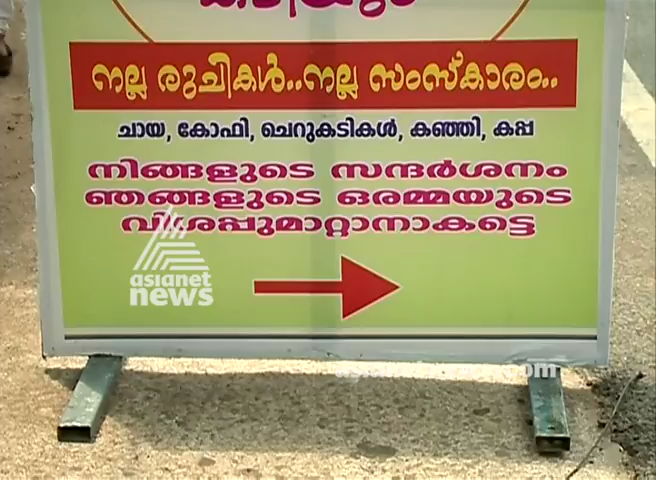 നല്ല രുചികൾ..നല്ല സംസ്കാരം..
ചായ, കോഫി, ചെറുകടികൾ, കഞ്ഞി, കപ്പ
നിങ്ങളുടെ സന്ദർശനം
ഞങ്ങളുടെ ഒരമ്മയുടെ
വിശപ്പുമാറ്റാനാകട്ടെ
asianet
news